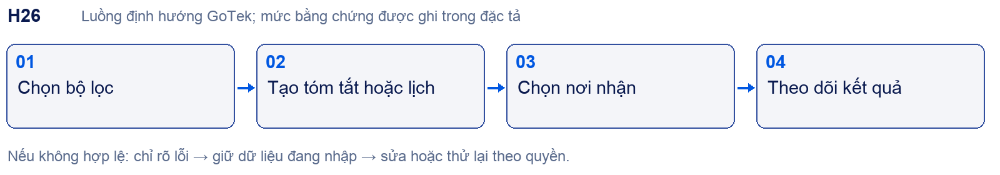 H26 Luồng định hướng GoTek; mức bằng chứng được ghi trong đặc tả
01
Chọn bộ lọc
02
Tạo tóm tắt hoặc lịch
03
Chọn nơi nhận
04
Theo dõi kết quả
Nếu không hợp lệ: chỉ rõ lỗi → giữ dữ liệu đang nhập → sửa hoặc thử lại theo quyền.